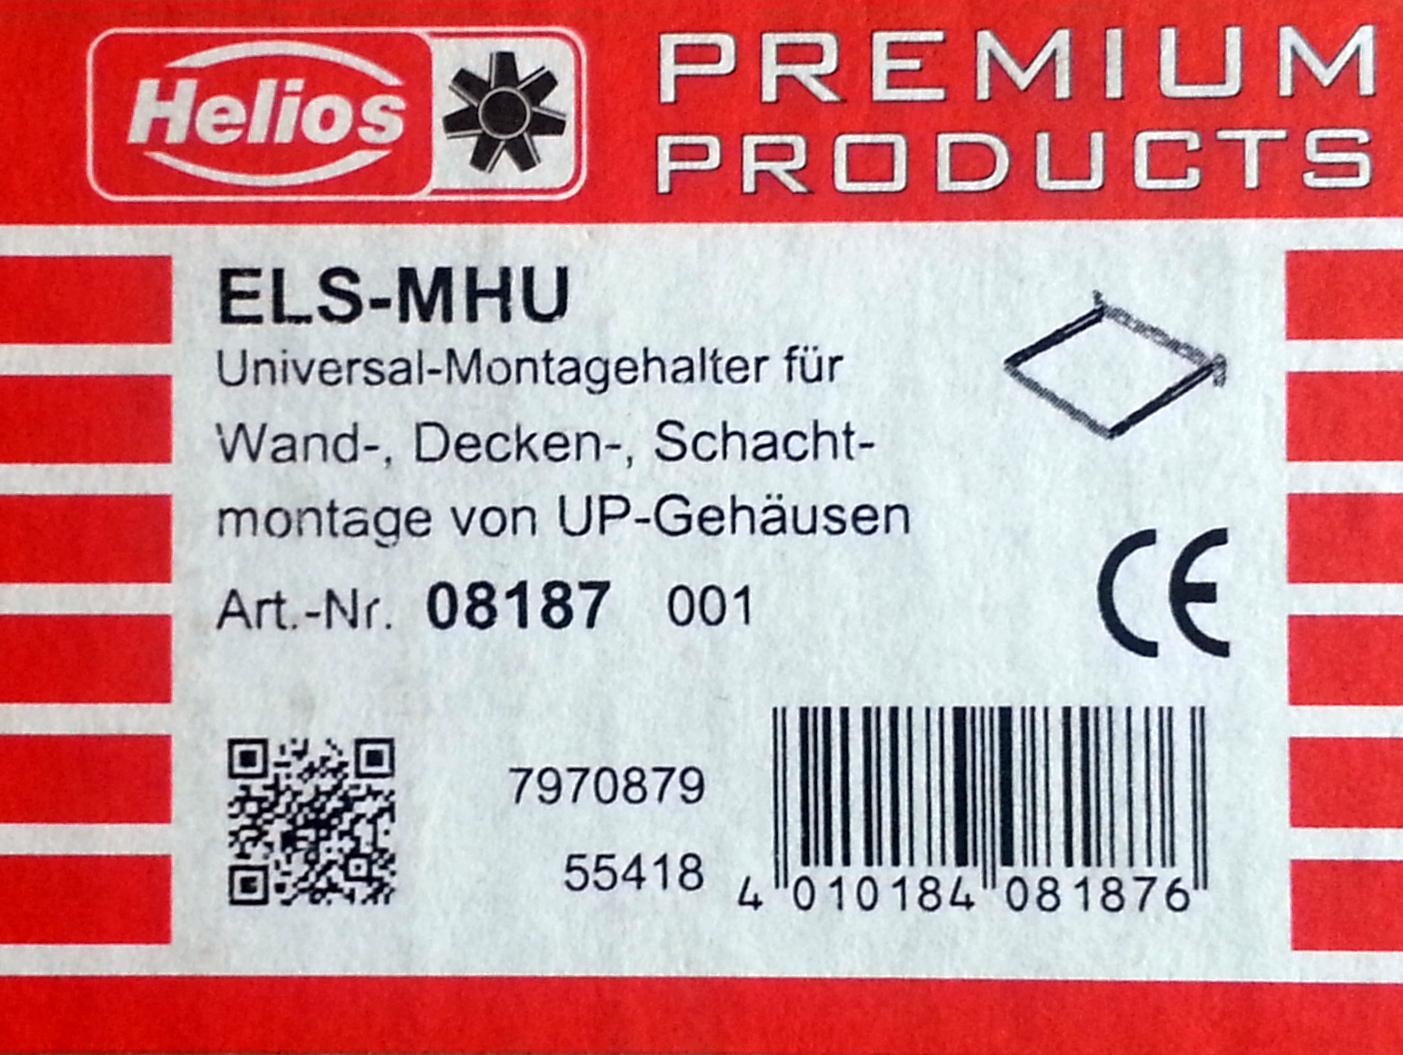 Helios
PREMIUM
PRODUCTS
ELS-MHU
Universal-Montagehalter für
Wand-, Decken-, Schacht-
montage von UP-Gehäusen
Art.-Nr. 08187 001
CE
7970879
55418
4 010184 081876